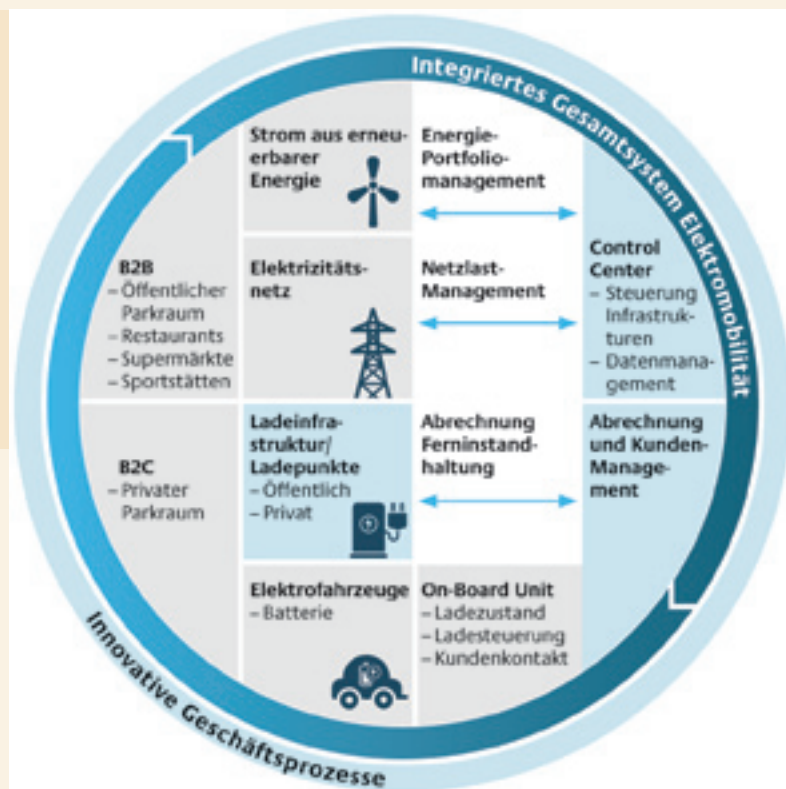 Integriertes Gesamtsystem Elektromobilität
Strom aus erneu-
erbarer
Energie
Energie-
Portfolio-
management
B2B
– Öffentlicher
Parkraum
– Restaurants
– Supermärkte
– Sportstätten
Elektrizitäts-
netz
Netzlast-
Management
Control
Center
– Steuerung
Infrastruk-
turen
– Datenmana-
gement
B2C
– Privater
Parkraum
Ladeinfra-
struktur/
Ladepunkte
– Öffentlich
– Privat
Abrechnung
Ferninstand-
haltung
Abrechnung
und Kunden-
Manage-
ment
Elektrofahrzeuge
– Batterie
On-Board Unit
– Ladezustand
– Ladesteuerung
– Kundenkontakt
Innovative Geschäftsprozesse